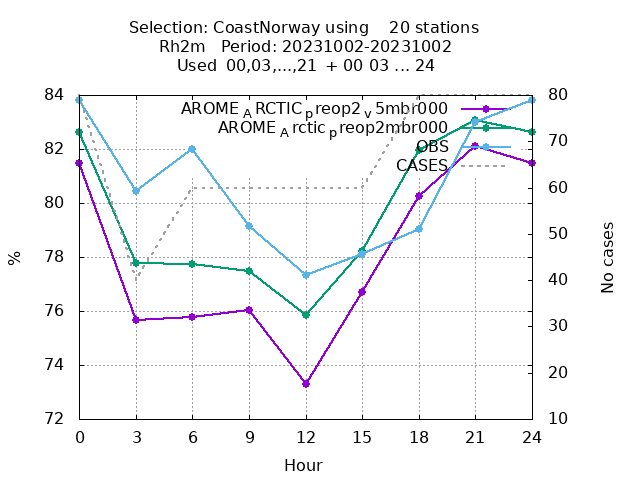 Selection: CoastNorway using    20 stations
Rh2m   Period: 20231002-20231002
Used  00,03,...,21  + 00 03 ... 24
84 80
AROME_ARCTIC_preop2_v5mbr000
AROME_Arctic_preop2mbr000
82 70
OBS
CASES
80 60
50
78
40
76
30
74
20
72 10
% No cases
0 3 6 9 12 15 18 21 24
Hour